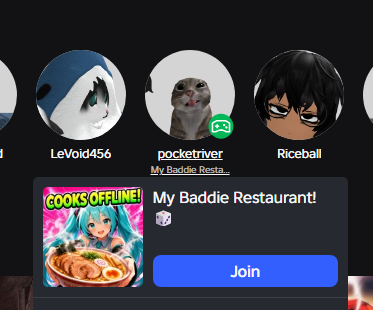 d
LeVoid456
pocketriver
Riceball
My Baddie Resta...
COOKS OFFLINE!
My Baddie Restaurant!
Join